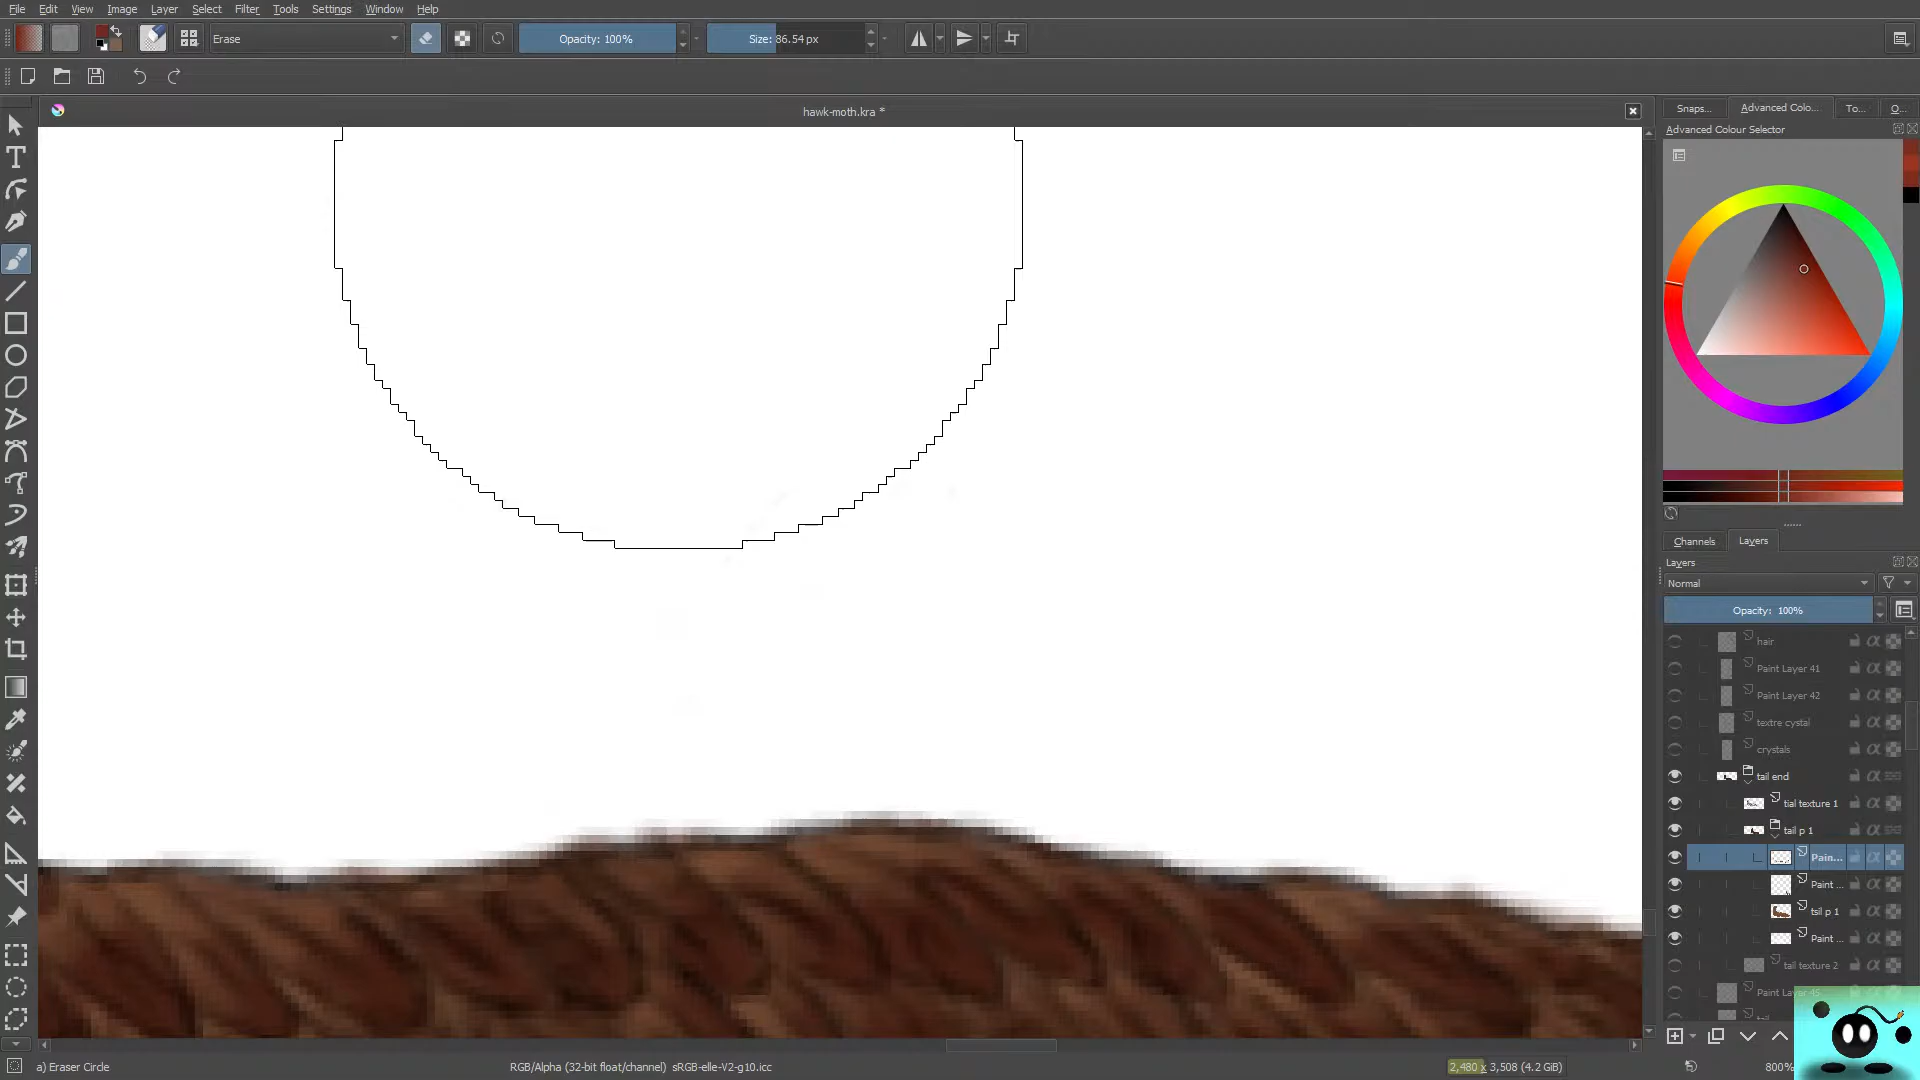 File Edit View Image Layer Select Filter Tools Settings Window Help
Erase Opacity: 100% Size: 86.54 px
hawk-moth.kra *
Snaps... Advanced Colo... To... O...
Advanced Colour Selector
Channels Layers
Layers
Normal
Opacity: 100%
hair
Paint Layer 41
Paint Layer 42
textre cystal
crystals
tail end
tial texture 1
tail p 1
Pain...
Paint ...
tsil p 1
Paint ...
tail texture 2
Paint Layer 45
tail
a) Eraser Circle RGB/Alpha (32-bit float/channel) sRGB-elle-V2-g10.icc 2,480 x 3,508 (4.2 GiB) 800%